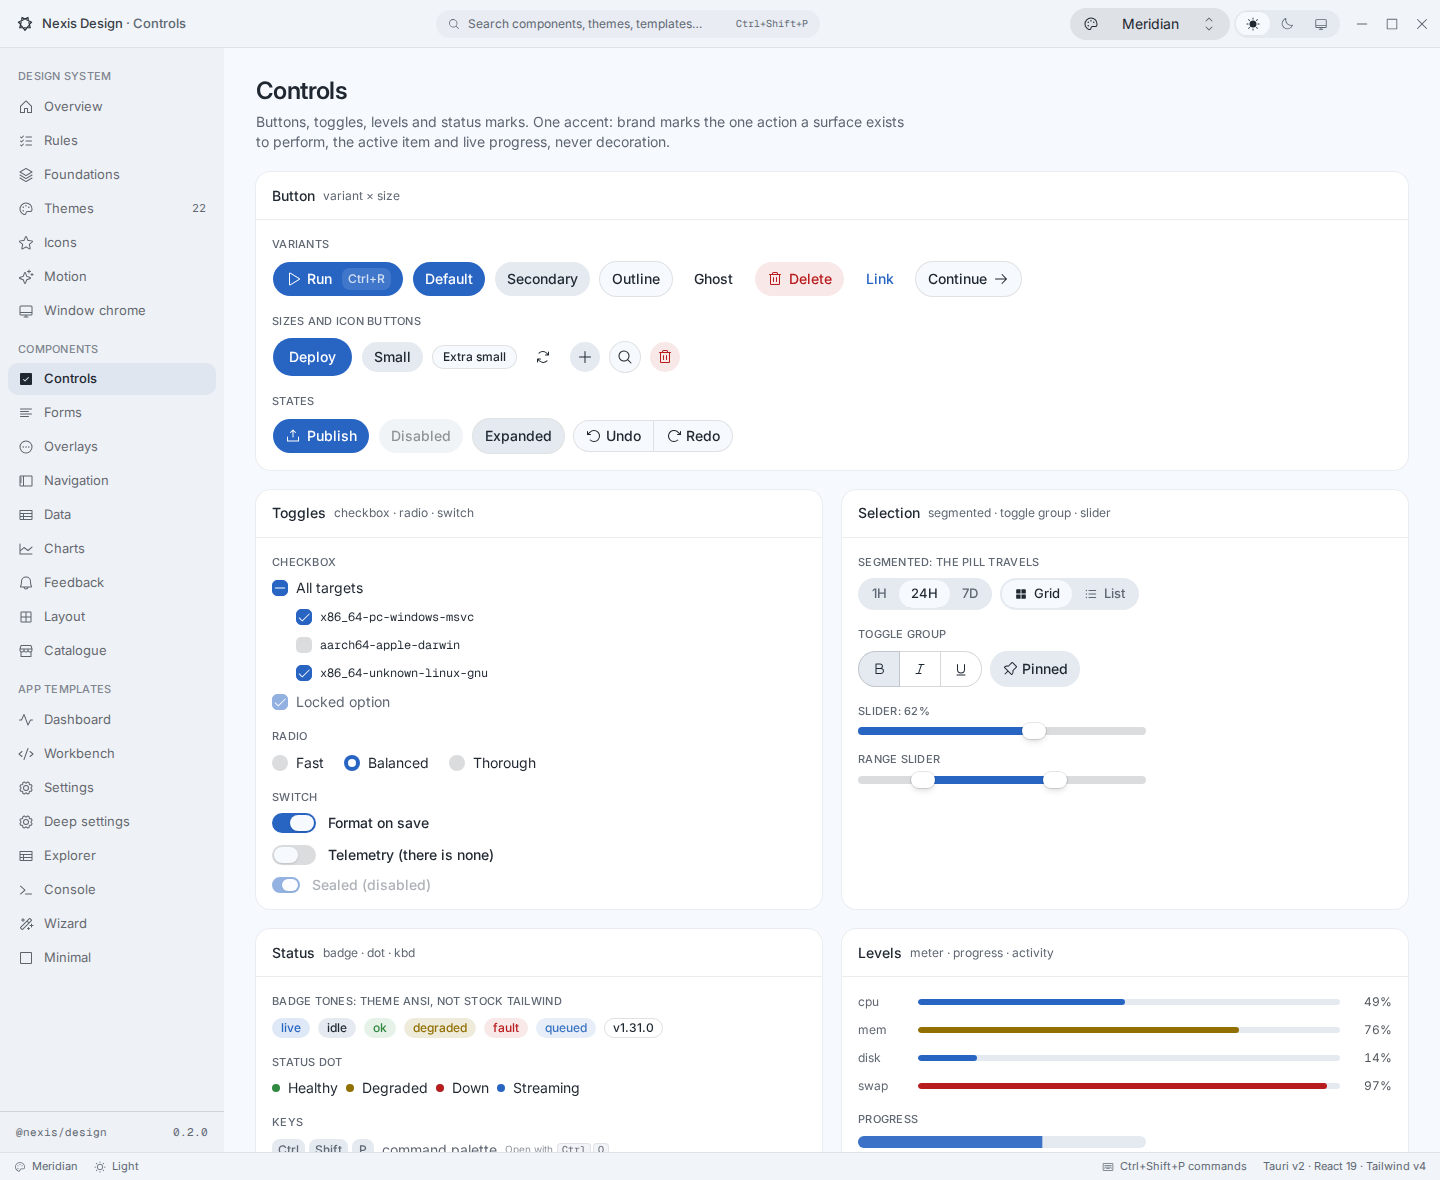 Nexis Design · Controls
Search components, themes, templates... Ctrl+Shift+P
Meridian
DESIGN SYSTEM
Overview
Rules
Foundations
Themes 22
Icons
Motion
Window chrome
COMPONENTS
Controls
Forms
Overlays
Navigation
Data
Charts
Feedback
Layout
Catalogue
APP TEMPLATES
Dashboard
Workbench
Settings
Deep settings
Explorer
Console
Wizard
Minimal
@nexis/design 0.2.0
Controls
Buttons, toggles, levels and status marks. One accent: brand marks the one action a surface exists
to perform, the active item and live progress, never decoration.
Button variant × size
VARIANTS
Run Ctrl+R Default Secondary Outline Ghost Delete Link Continue
SIZES AND ICON BUTTONS
Deploy Small Extra small
STATES
Publish Disabled Expanded Undo Redo
Toggles checkbox · radio · switch
CHECKBOX
All targets
x86_64-pc-windows-msvc
aarch64-apple-darwin
x86_64-unknown-linux-gnu
Locked option
RADIO
Fast Balanced Thorough
SWITCH
Format on save
Telemetry (there is none)
Sealed (disabled)
Selection segmented · toggle group · slider
SEGMENTED: THE PILL TRAVELS
1H 24H 7D Grid List
TOGGLE GROUP
B I U Pinned
SLIDER: 62%
RANGE SLIDER
Status badge · dot · kbd
BADGE TONES: THEME ANSI, NOT STOCK TAILWIND
live idle ok degraded fault queued v1.31.0
STATUS DOT
Healthy Degraded Down Streaming
KEYS
Ctrl Shift P command palette Open with Ctrl O
Levels meter · progress · activity
cpu 49%
mem 76%
disk 14%
swap 97%
PROGRESS
Meridian Light
Ctrl+Shift+P commands Tauri v2 · React 19 · Tailwind v4